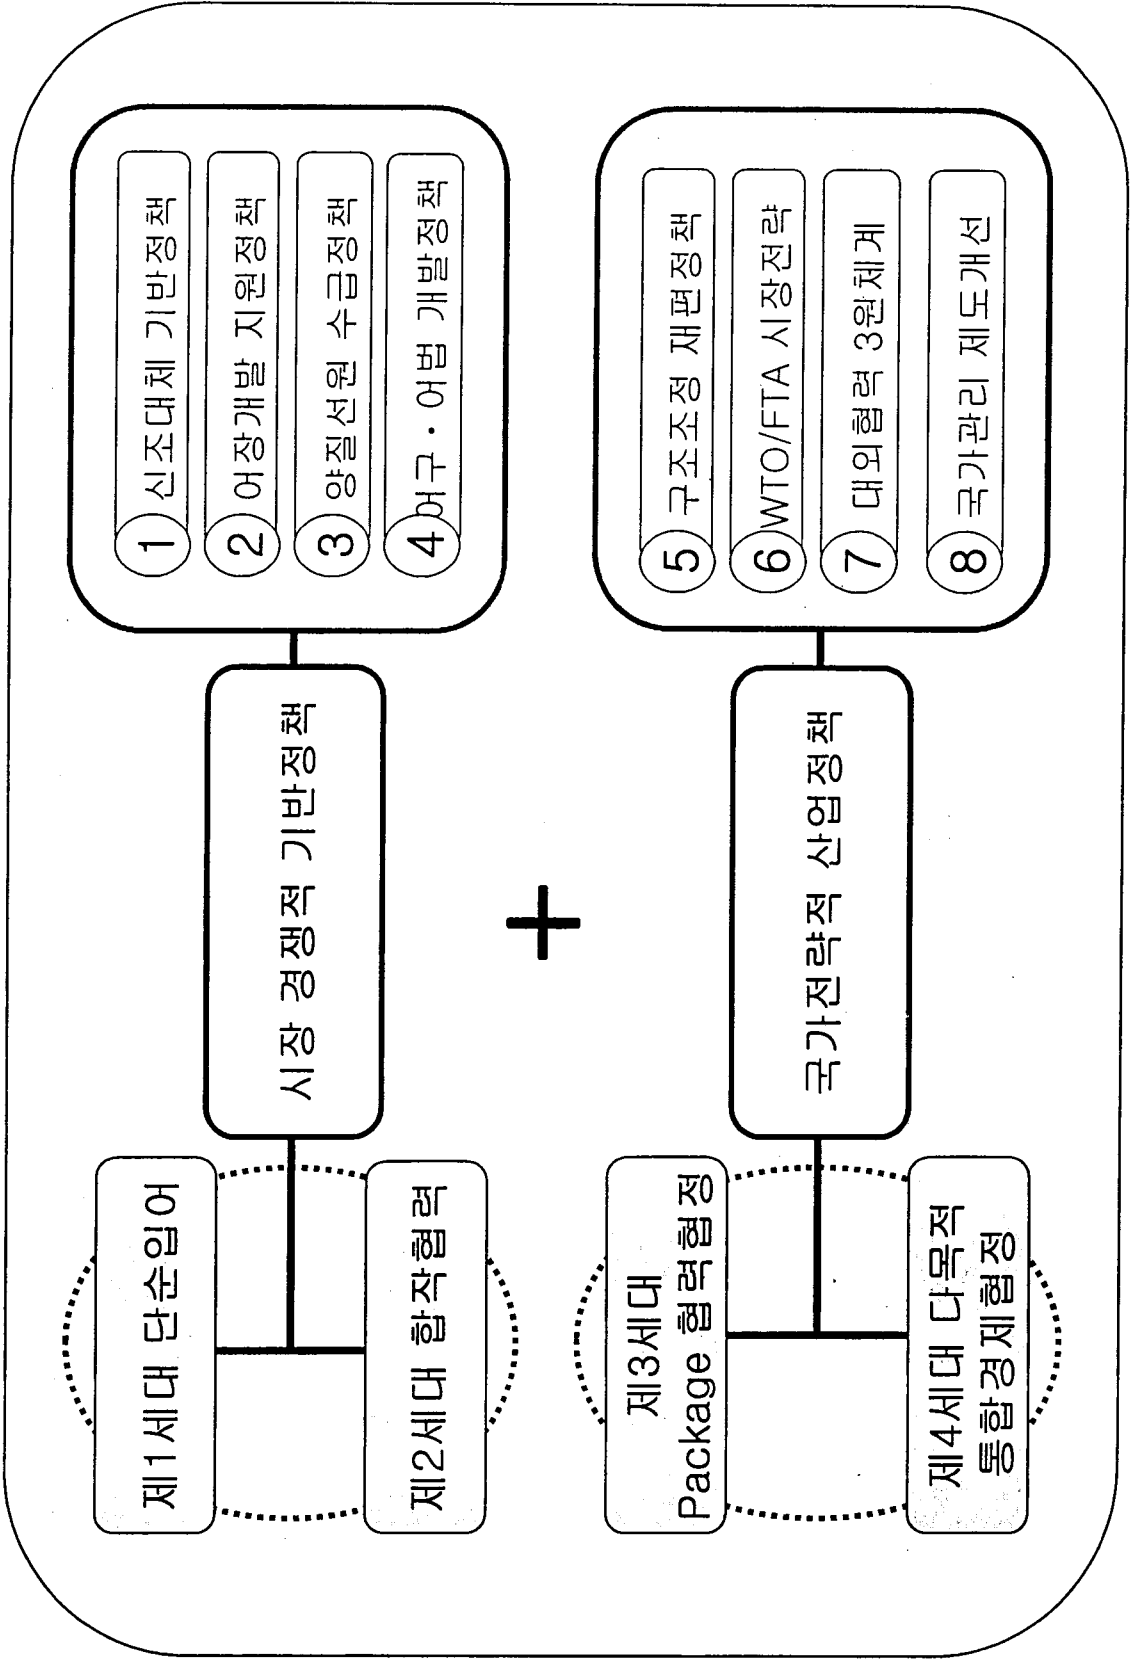 제1세대 단순입어
제2세대 합작협력
시장 경쟁적 기반정책
1 신조대체 기반정책
2 어장개발 지원정책
3 양질선원 수급정책
4 어구·어법 개발정책
+
제3세대
Package 협력협정
제4세대 다목적
통합경제협정
국가전략적 산업정책
5 구조조정 재편정책
6 WTO/FTA 시장전략
7 대외협력 3원체계
8 국가관리 제도개선